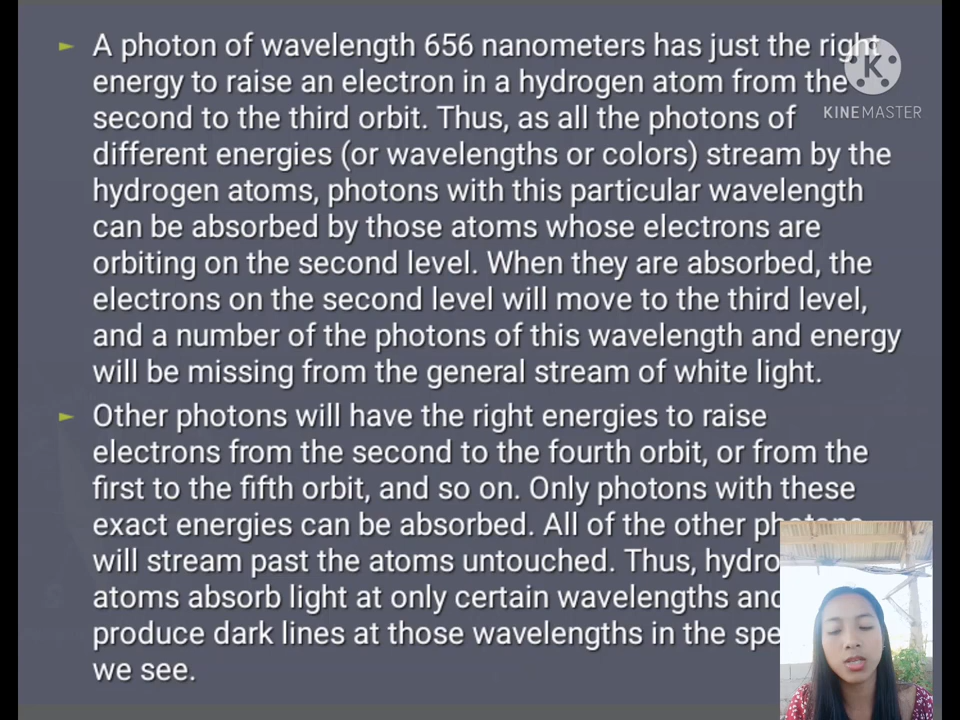 A photon of wavelength 656 nanometers has just the right
energy to raise an electron in a hydrogen atom from the
second to the third orbit. Thus, as all the photons of
different energies (or wavelengths or colors) stream by the
hydrogen atoms, photons with this particular wavelength
can be absorbed by those atoms whose electrons are
orbiting on the second level. When they are absorbed, the
electrons on the second level will move to the third level,
and a number of the photons of this wavelength and energy
will be missing from the general stream of white light.
Other photons will have the right energies to raise
electrons from the second to the fourth orbit, or from the
first to the fifth orbit, and so on. Only photons with these
exact energies can be absorbed. All of the other photons
will stream past the atoms untouched. Thus, hydro
atoms absorb light at only certain wavelengths and
produce dark lines at those wavelengths in the spe
we see.
K
KINEMASTER